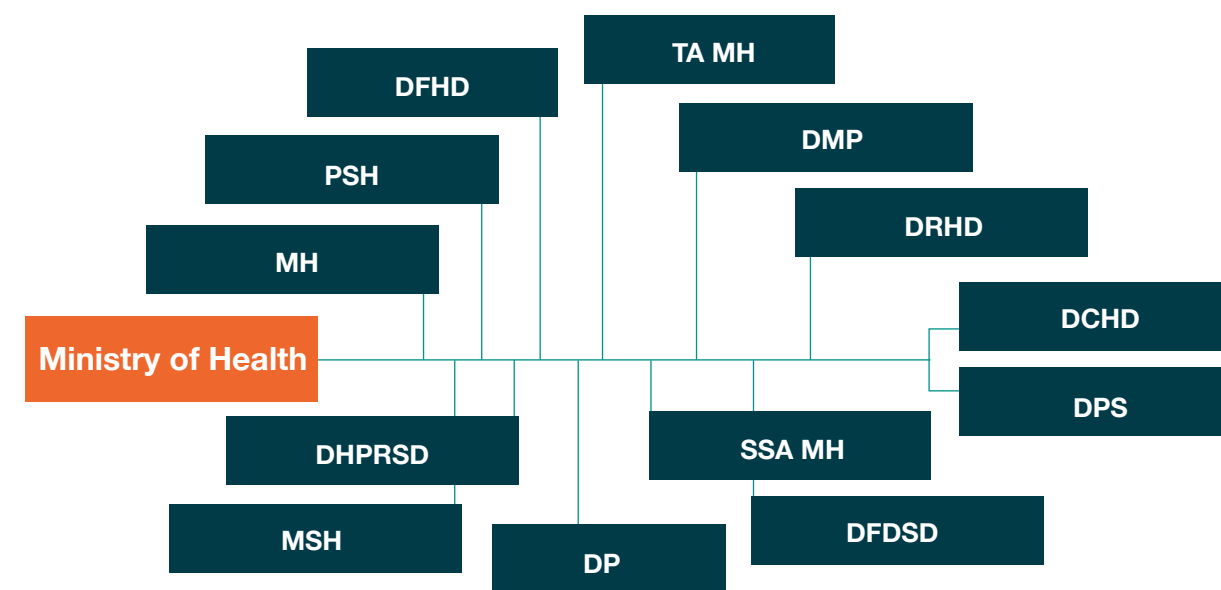 TA MH
DFHD
DMP
PSH
DRHD
MH
DCHD
Ministry of Health
DPS
DHPRSD
SSA MH
MSH
DFDSD
DP